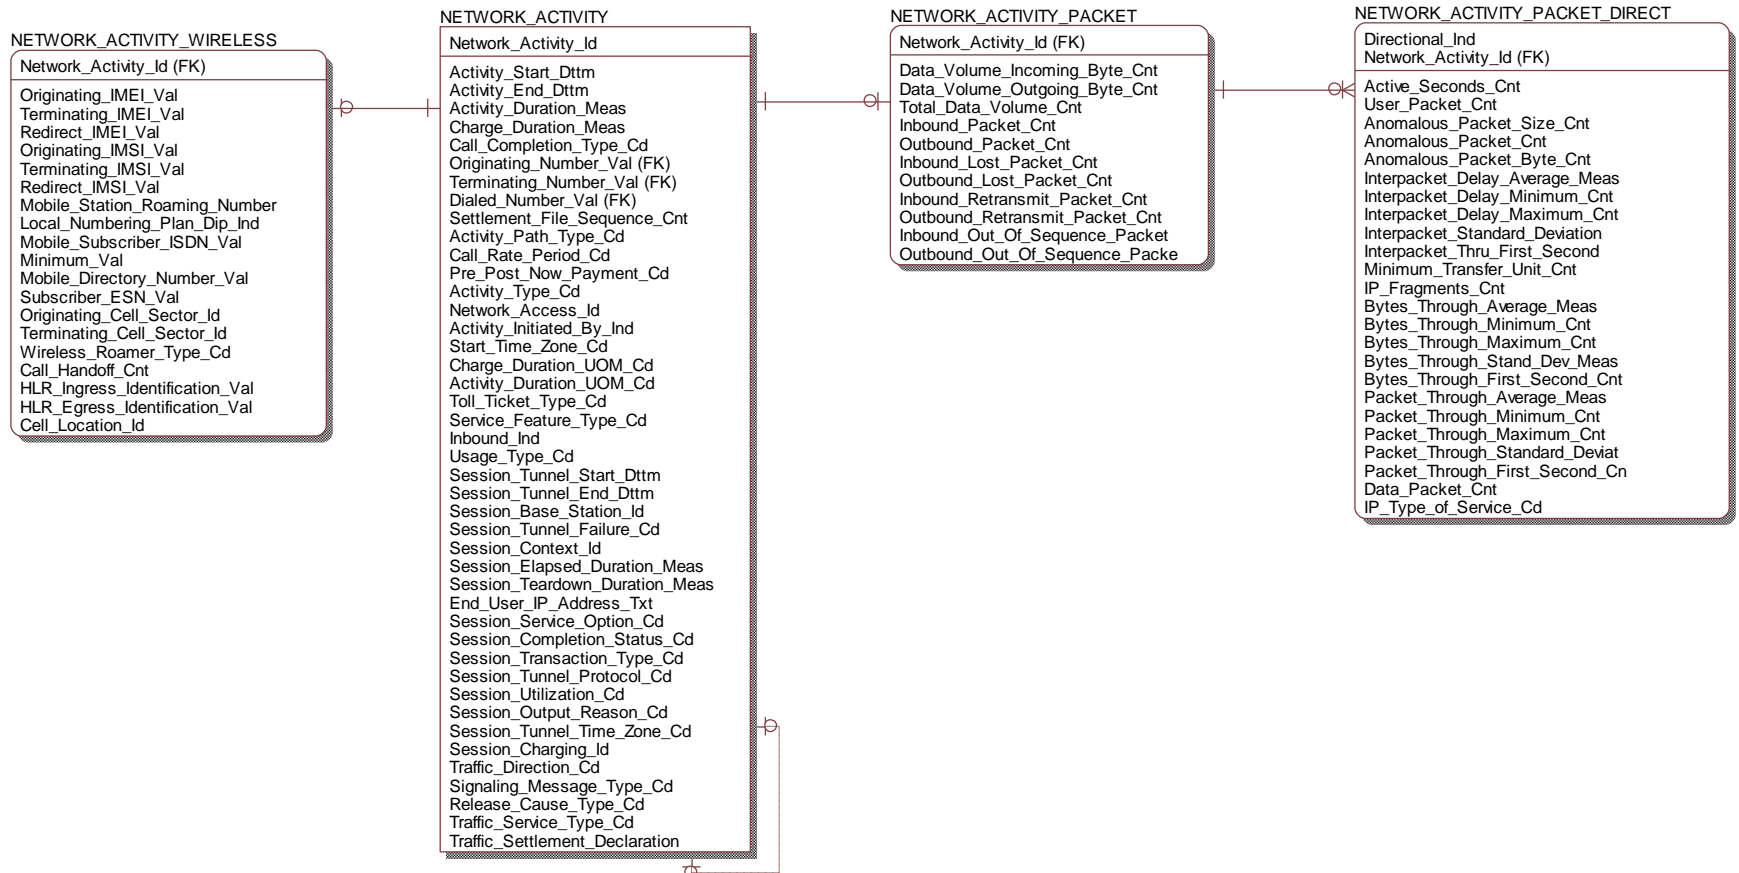 NETWORK_ACTIVITY_WIRELESS
Network_Activity_Id (FK)
Originating_IMEI_Val
Terminating_IMEI_Val
Redirect_IMEI_Val
Originating_IMSI_Val
Terminating_IMSI_Val
Redirect_IMSI_Val
Mobile_Station_Roaming_Number
Local_Numbering_Plan_Dip_Ind
Mobile_Subscriber_ISDN_Val
Minimum_Val
Mobile_Directory_Number_Val
Subscriber_ESN_Val
Originating_Cell_Sector_Id
Terminating_Cell_Sector_Id
Wireless_Roamer_Type_Cd
Call_Handoff_Cnt
HLR_Ingress_Identification_Val
HLR_Egress_Identification_Val
Cell_Location_Id
NETWORK_ACTIVITY
Network_Activity_Id
Activity_Start_Dttm
Activity_End_Dttm
Activity_Duration_Meas
Charge_Duration_Meas
Call_Completion_Type_Cd
Originating_Number_Val (FK)
Terminating_Number_Val (FK)
Dialed_Number_Val (FK)
Settlement_File_Sequence_Cnt
Activity_Path_Type_Cd
Call_Rate_Period_Cd
Pre_Post_Now_Payment_Cd
Activity_Type_Cd
Network_Access_Id
Activity_Initiated_By_Ind
Start_Time_Zone_Cd
Charge_Duration_UOM_Cd
Activity_Duration_UOM_Cd
Toll_Ticket_Type_Cd
Service_Feature_Type_Cd
Inbound_Ind
Usage_Type_Cd
Session_Tunnel_Start_Dttm
Session_Tunnel_End_Dttm
Session_Base_Station_Id
Session_Tunnel_Failure_Cd
Session_Context_Id
Session_Elapsed_Duration_Meas
Session_Teardown_Duration_Meas
End_User_IP_Address_Txt
Session_Service_Option_Cd
Session_Completion_Status_Cd
Session_Transaction_Type_Cd
Session_Tunnel_Protocol_Cd
Session_Utilization_Cd
Session_Output_Reason_Cd
Session_Tunnel_Time_Zone_Cd
Session_Charging_Id
Traffic_Direction_Cd
Signaling_Message_Type_Cd
Release_Cause_Type_Cd
Traffic_Service_Type_Cd
Traffic_Settlement_Declaration
NETWORK_ACTIVITY_PACKET
Network_Activity_Id (FK)
Data_Volume_Incoming_Byte_Cnt
Data_Volume_Outgoing_Byte_Cnt
Total_Data_Volume_Cnt
Inbound_Packet_Cnt
Outbound_Packet_Cnt
Inbound_Lost_Packet_Cnt
Outbound_Lost_Packet_Cnt
Inbound_Retransmit_Packet_Cnt
Outbound_Retransmit_Packet_Cnt
Inbound_Out_Of_Sequence_Packet
Outbound_Out_Of_Sequence_Packe
NETWORK_ACTIVITY_PACKET_DIRECT
Directional_Ind
Network_Activity_Id (FK)
Active_Seconds_Cnt
User_Packet_Cnt
Anomalous_Packet_Size_Cnt
Anomalous_Packet_Cnt
Anomalous_Packet_Byte_Cnt
Interpacket_Delay_Average_Meas
Interpacket_Delay_Minimum_Cnt
Interpacket_Delay_Maximum_Cnt
Interpacket_Standard_Deviation
Interpacket_Thru_First_Second
Minimum_Transfer_Unit_Cnt
IP_Fragments_Cnt
Bytes_Through_Average_Meas
Bytes_Through_Minimum_Cnt
Bytes_Through_Maximum_Cnt
Bytes_Through_Stand_Dev_Meas
Bytes_Through_First_Second_Cnt
Packet_Through_Average_Meas
Packet_Through_Minimum_Cnt
Packet_Through_Maximum_Cnt
Packet_Through_Standard_Deviat
Packet_Through_First_Second_Cn
Data_Packet_Cnt
IP_Type_of_Service_Cd